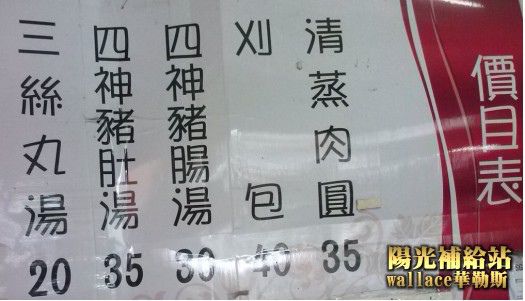 價目表
清蒸肉圓 35
刈包 40
四神豬腸湯 30
四神豬肚湯 35
三絲丸湯 20
陽光補給站
wallace華勒斯